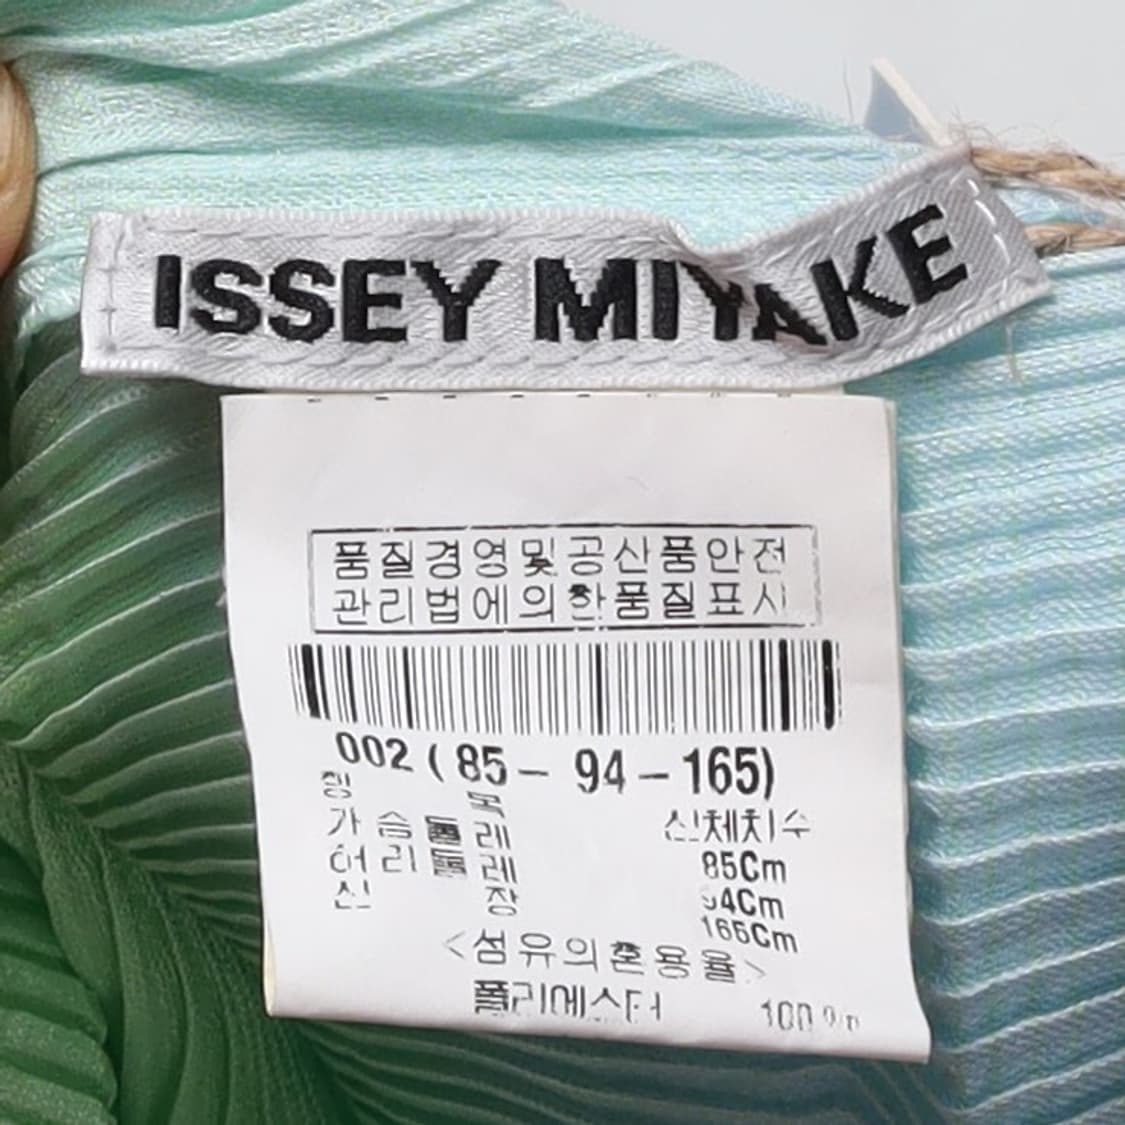 ISSEY MIYAKE
품질경영및공산품안전
관리법에의한품질표시
002 ( 85 - 94 - 165)
항 목
신체치수
가슴둘레
85Cm
허리둘레
94Cm
신 장
165Cm
<섬유의혼용율>
폴리에스터 100%